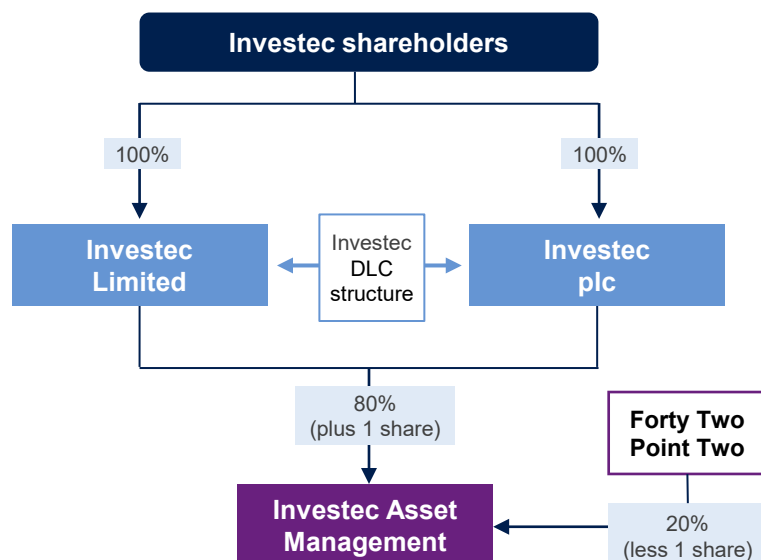 Investec shareholders
100%
100%
Investec
Limited
Investec
DLC
structure
Investec
plc
80%
(plus 1 share)
Forty Two
Point Two
Investec Asset
Management
20%
(less 1 share)